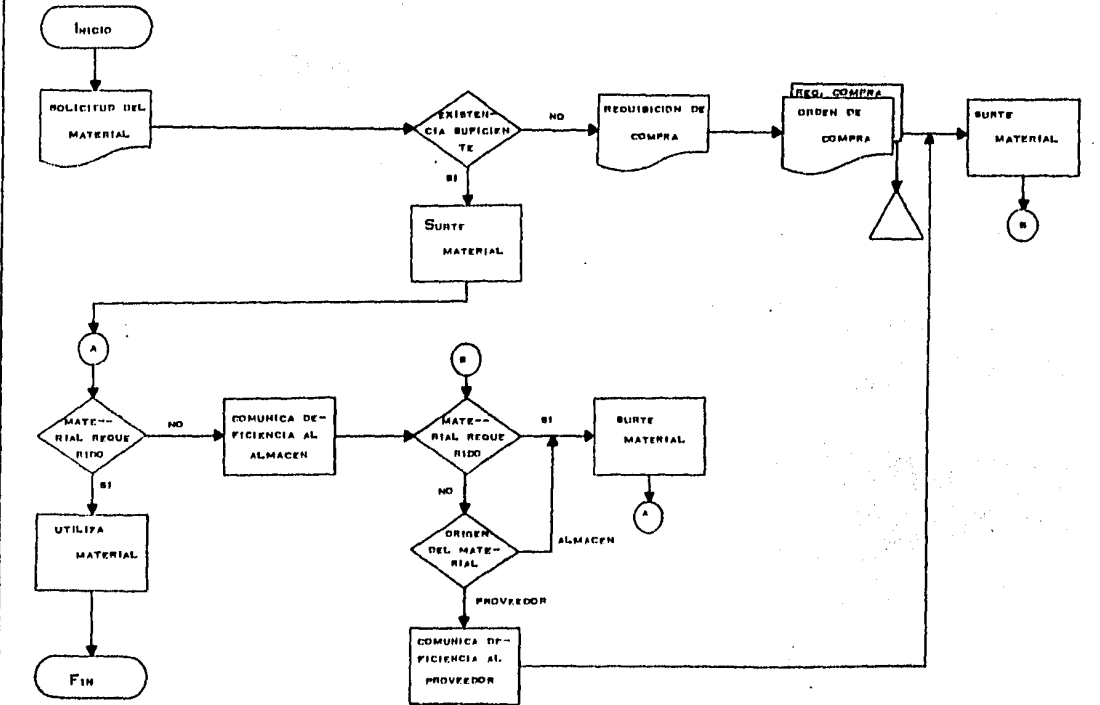 INICIO
SOLICITUD DEL
MATERIAL
EXISTEN-
CIA SUFICIEN
TE
NO
SI
REQUISICION DE
COMPRA
REQ. COMPRA
ORDEN DE
COMPRA
SURTE
MATERIAL
B
SURTE
MATERIAL
A
MATE--
RIAL REQUE
RIDO
NO
SI
COMUNICA DE-
FICIENCIA AL
ALMACEN
B
MATE--
RIAL REQUE
RIDO
SI
NO
SURTE
MATERIAL
A
ORIGEN
DEL MATE-
RIAL
ALMACEN
PROVEEDOR
COMUNICA DE-
FICIENCIA AL
PROVEEDOR
UTILIZA
MATERIAL
FIN